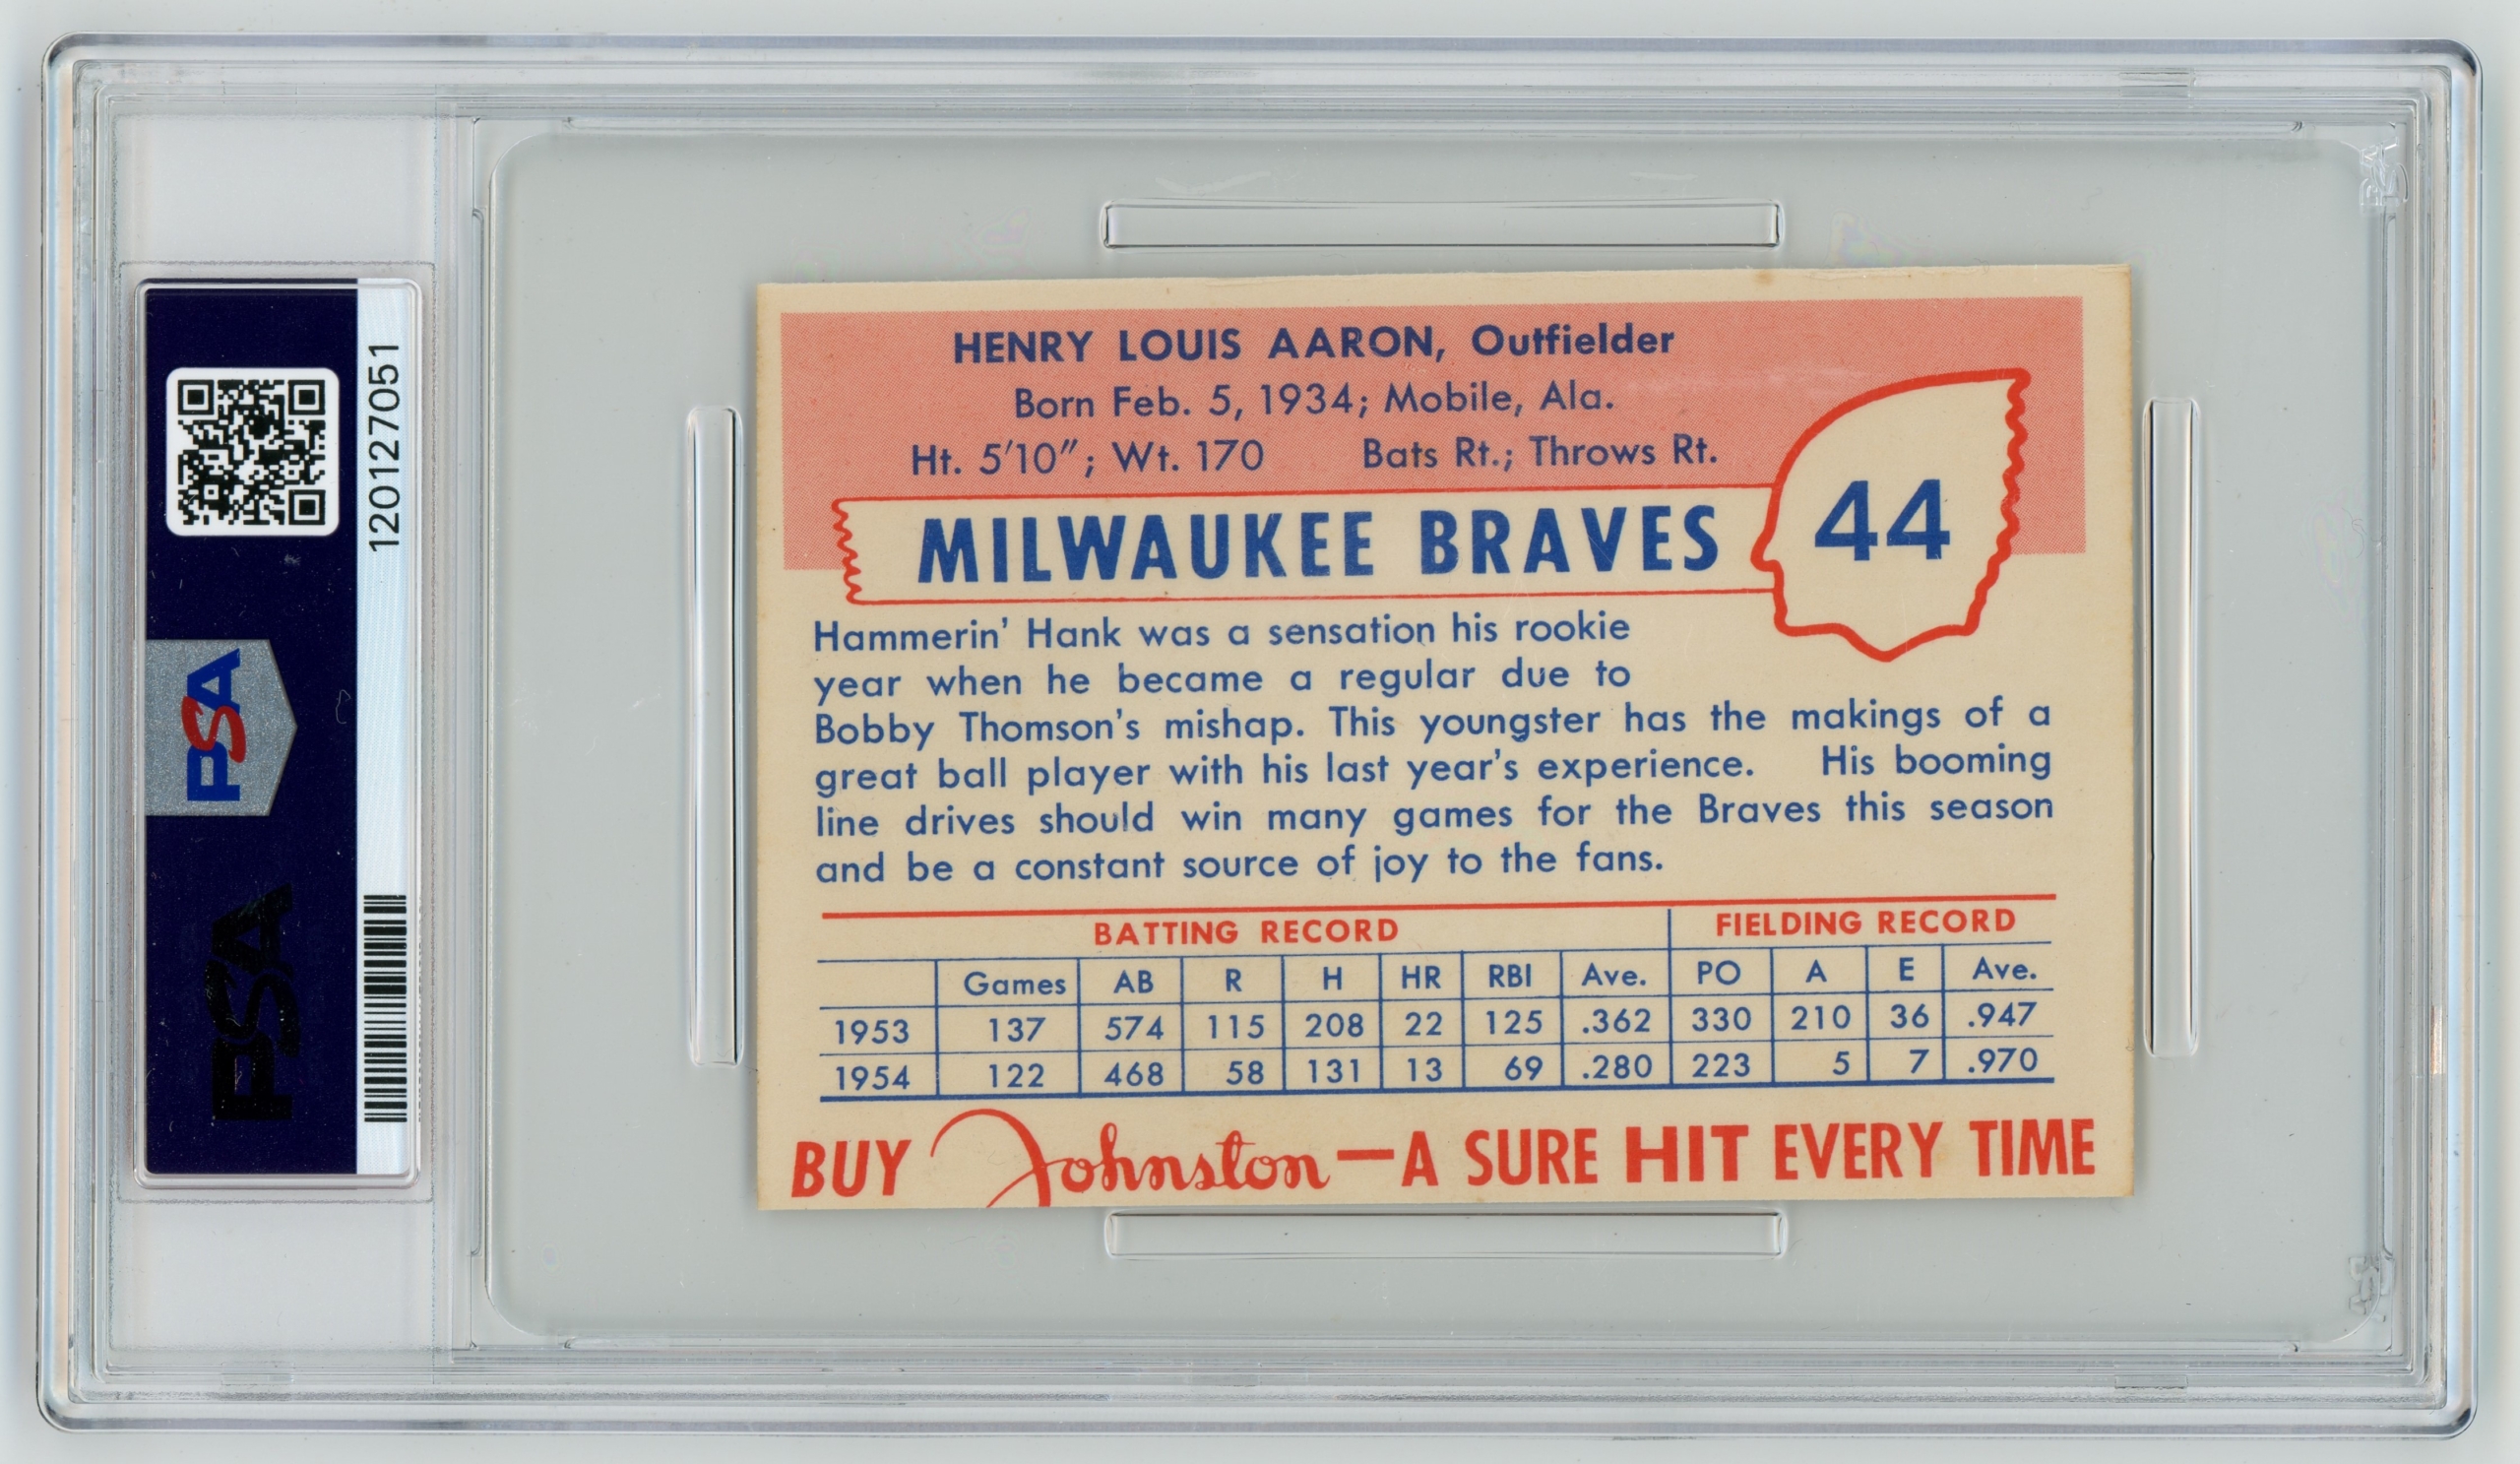 120127051
PSA
PSA
HENRY LOUIS AARON, Outfielder
Born Feb. 5, 1934; Mobile, Ala.
Ht. 5'10"; Wt. 170 Bats Rt.; Throws Rt.
MILWAUKEE BRAVES
44
Hammerin' Hank was a sensation his rookie
year when he became a regular due to
Bobby Thomson's mishap. This youngster has the makings of a
great ball player with his last year's experience. His booming
line drives should win many games for the Braves this season
and be a constant source of joy to the fans.
BATTING RECORD FIELDING RECORD
Games AB R H HR RBI Ave. PO A E Ave.
1953 137 574 115 208 22 125 .362 330 210 36 .947
1954 122 468 58 131 13 69 .280 223 5 7 .970
BUY Johnston—A SURE HIT EVERY TIME